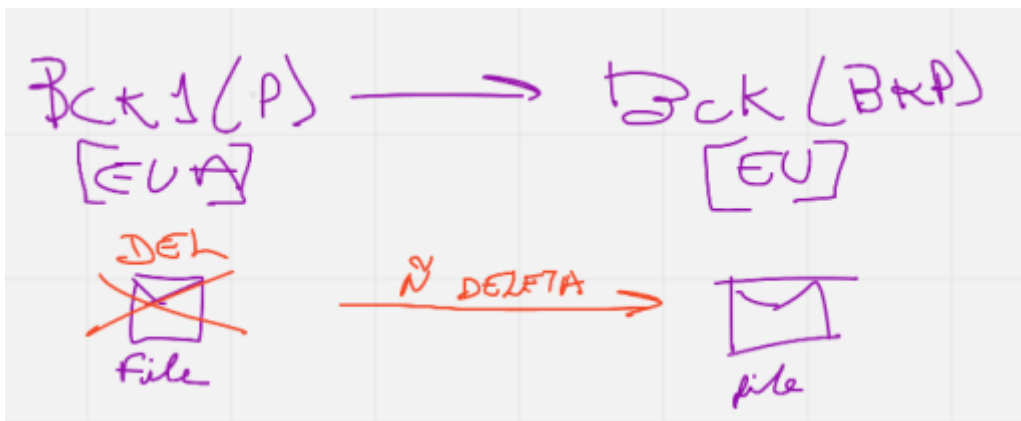 Bck1(P) Bck(BKP)
[EUA] [EU]
DEL
Ñ DELETA
File file